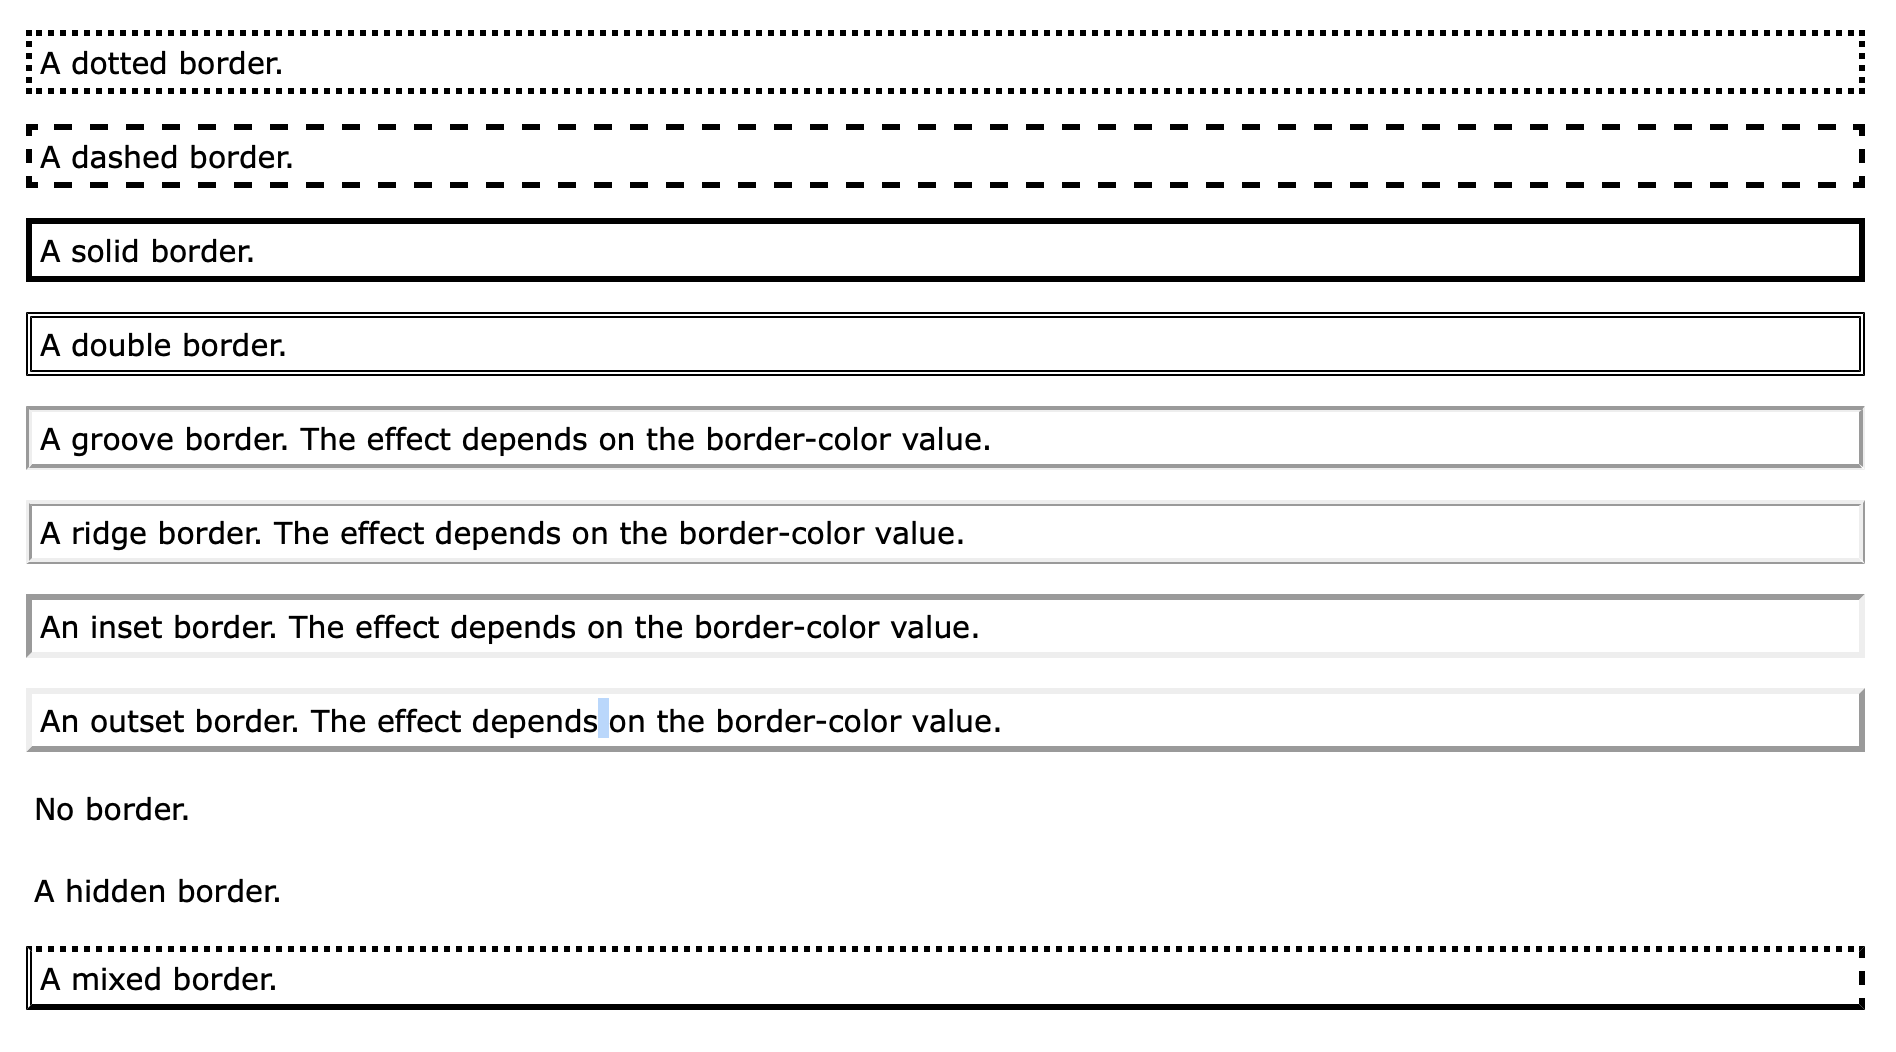 A dotted border.
A dashed border.
A solid border.
A double border.
A groove border. The effect depends on the border-color value.
A ridge border. The effect depends on the border-color value.
An inset border. The effect depends on the border-color value.
An outset border. The effect depends on the border-color value.
No border.
A hidden border.
A mixed border.